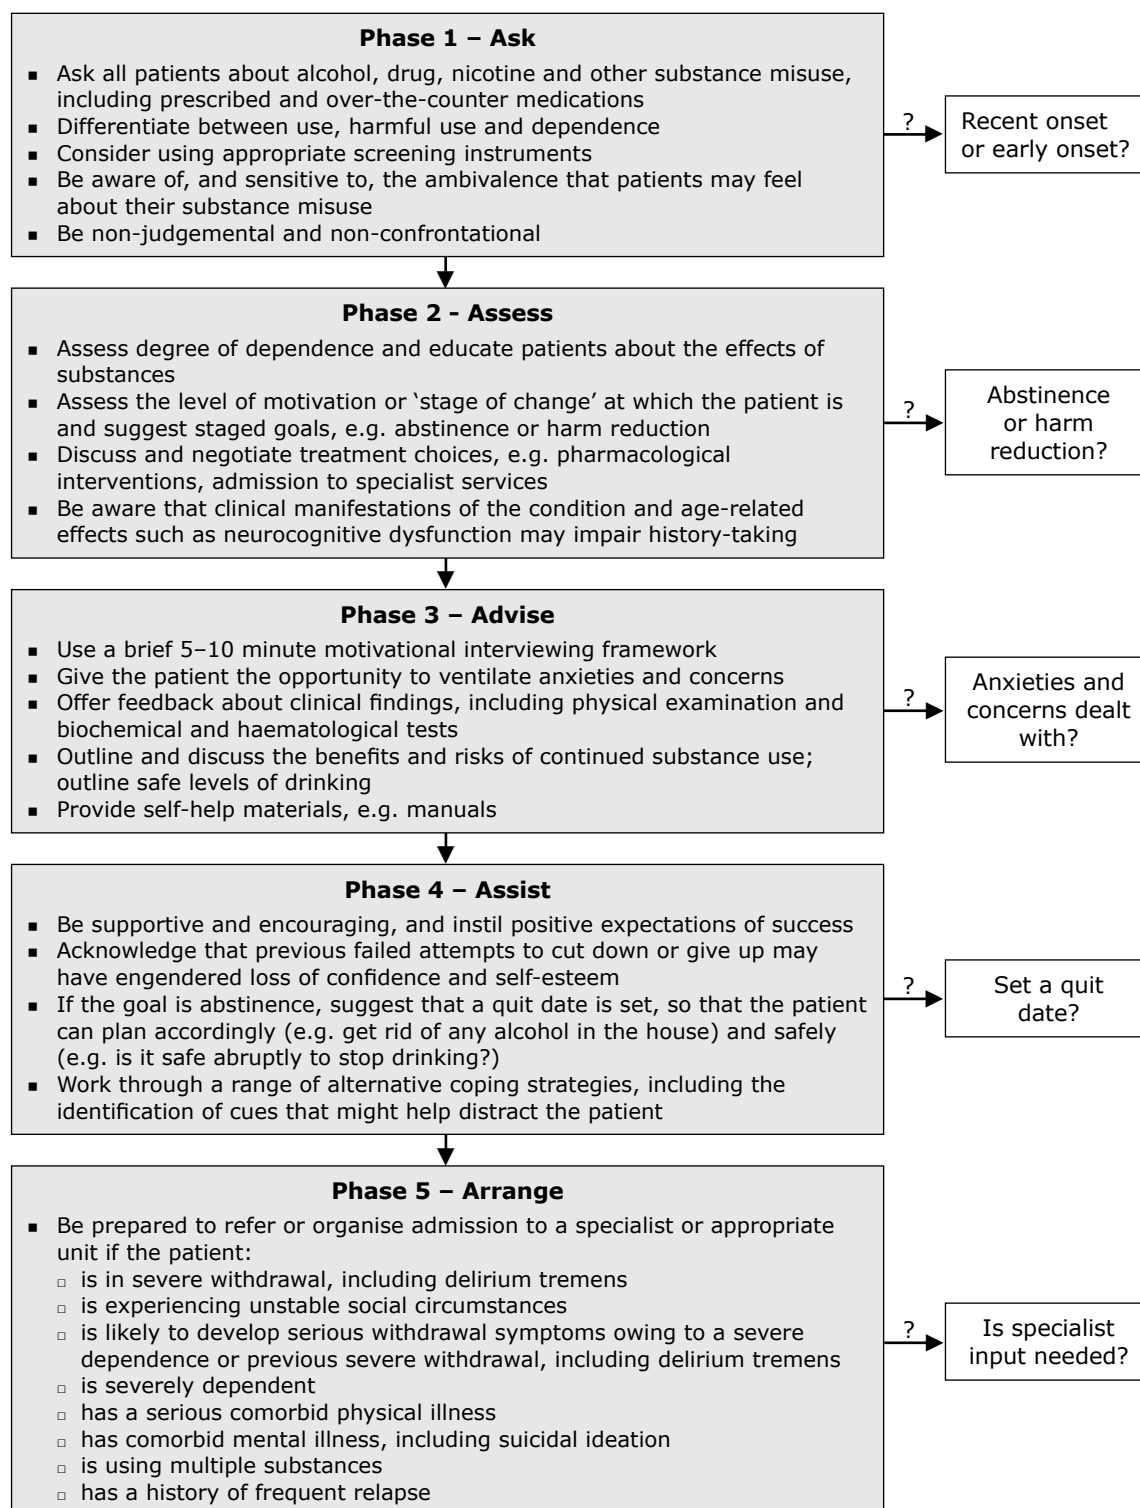 Phase 1 – Ask
▪ Ask all patients about alcohol, drug, nicotine and other substance misuse,
including prescribed and over-the-counter medications
▪ Differentiate between use, harmful use and dependence
▪ Consider using appropriate screening instruments
▪ Be aware of, and sensitive to, the ambivalence that patients may feel
about their substance misuse
▪ Be non-judgemental and non-confrontational
?
Recent onset
or early onset?
Phase 2 - Assess
▪ Assess degree of dependence and educate patients about the effects of
substances
▪ Assess the level of motivation or ‘stage of change’ at which the patient is
and suggest staged goals, e.g. abstinence or harm reduction
▪ Discuss and negotiate treatment choices, e.g. pharmacological
interventions, admission to specialist services
▪ Be aware that clinical manifestations of the condition and age-related
effects such as neurocognitive dysfunction may impair history-taking
?
Abstinence
or harm
reduction?
Phase 3 – Advise
▪ Use a brief 5–10 minute motivational interviewing framework
▪ Give the patient the opportunity to ventilate anxieties and concerns
▪ Offer feedback about clinical findings, including physical examination and
biochemical and haematological tests
▪ Outline and discuss the benefits and risks of continued substance use;
outline safe levels of drinking
▪ Provide self-help materials, e.g. manuals
?
Anxieties and
concerns dealt
with?
Phase 4 – Assist
▪ Be supportive and encouraging, and instil positive expectations of success
▪ Acknowledge that previous failed attempts to cut down or give up may
have engendered loss of confidence and self-esteem
▪ If the goal is abstinence, suggest that a quit date is set, so that the patient
can plan accordingly (e.g. get rid of any alcohol in the house) and safely
(e.g. is it safe abruptly to stop drinking?)
▪ Work through a range of alternative coping strategies, including the
identification of cues that might help distract the patient
?
Set a quit
date?
Phase 5 – Arrange
▪ Be prepared to refer or organise admission to a specialist or appropriate
unit if the patient:
▫ is in severe withdrawal, including delirium tremens
▫ is experiencing unstable social circumstances
▫ is likely to develop serious withdrawal symptoms owing to a severe
dependence or previous severe withdrawal, including delirium tremens
▫ is severely dependent
▫ has a serious comorbid physical illness
▫ has comorbid mental illness, including suicidal ideation
▫ is using multiple substances
▫ has a history of frequent relapse
?
Is specialist
input needed?